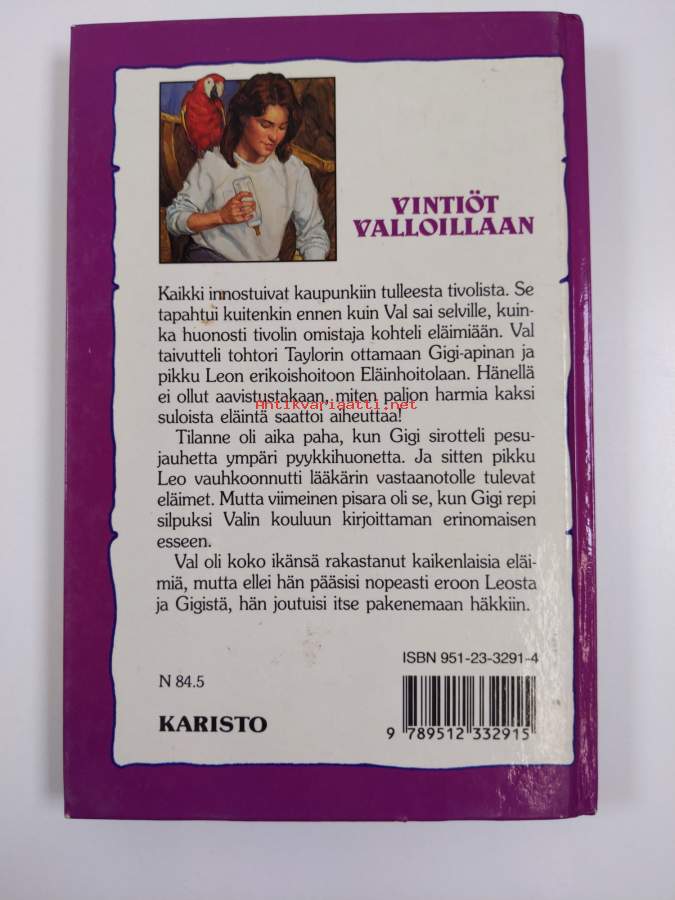 VINTIÖT
VALLOILLAAN
Kaikki innostuivat kaupunkiin tulleesta tivolista. Se
tapahtui kuitenkin ennen kuin Val sai selville, kuin-
ka huonosti tivolin omistaja kohteli eläimiään. Val
taivutteli tohtori Taylorin ottamaan Gigi-apinan ja
pikku Leon erikoishoitoon Eläinhoitolaan. Hänellä
ei ollut aavistustakaan, miten paljon harmia kaksi
Antikvariaatti.net
suloista eläintä saattoi aiheuttaa!
Tilanne oli aika paha, kun Gigi sirotteli pesu-
jauhetta ympäri pyykkihuonetta. Ja sitten pikku
Leo vauhkoonnutti lääkärin vastaanotolle tulevat
eläimet. Mutta viimeinen pisara oli se, kun Gigi repi
silpuksi Valin kouluun kirjoittaman erinomaisen
esseen.
Val oli koko ikänsä rakastanut kaikenlaisia eläi-
miä, mutta ellei hän pääsisi nopeasti eroon Leosta
ja Gigistä, hän joutuisi itse pakenemaan häkkiin.
ISBN 951-23-3291-4
N 84.5
KARISTO
9 789512 332915